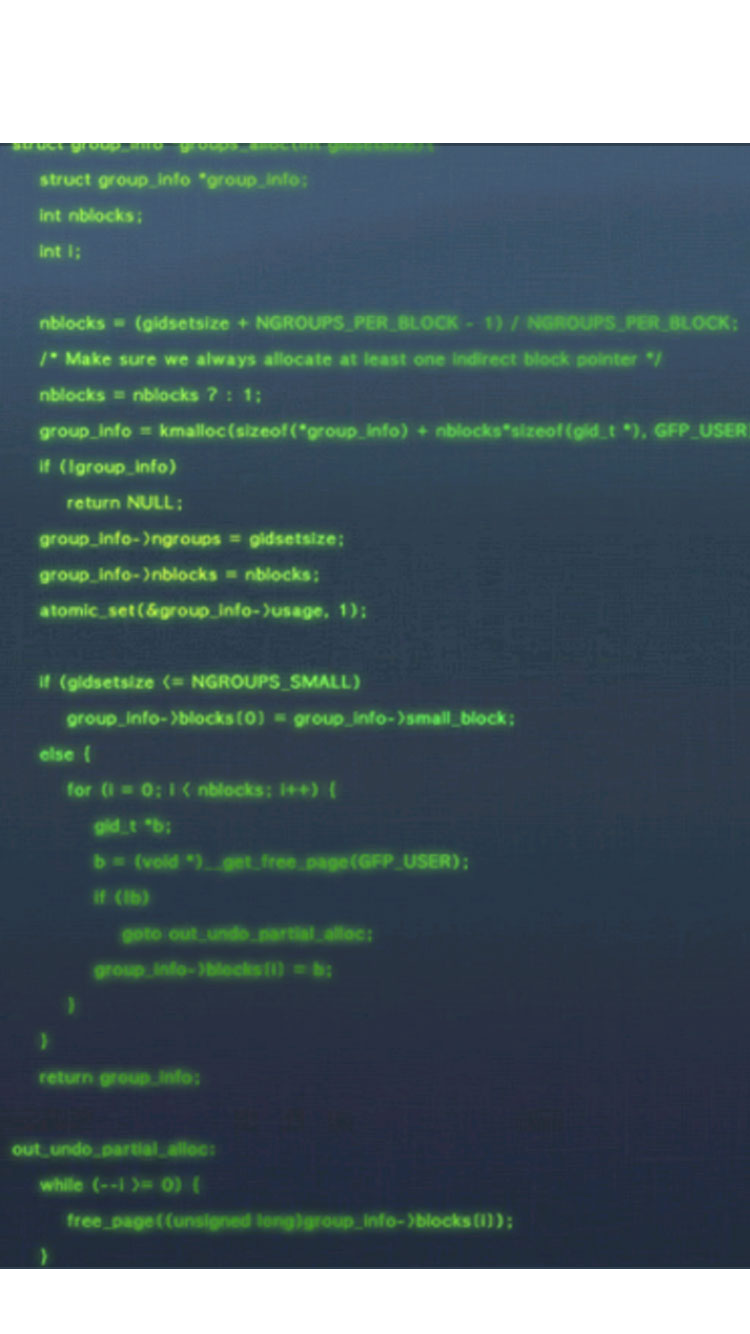 struct group_info *groups_alloc(int gidsetsize){
struct group_info *group_info;
int nblocks;
int i;
nblocks = (gidsetsize + NGROUPS_PER_BLOCK - 1) / NGROUPS_PER_BLOCK;
/* Make sure we always allocate at least one indirect block pointer */
nblocks = nblocks ? : 1;
group_info = kmalloc(sizeof(*group_info) + nblocks*sizeof(gid_t *), GFP_USER
if (!group_info)
return NULL;
group_info->ngroups = gidsetsize;
group_info->nblocks = nblocks;
atomic_set(&group_info->usage, 1);
if (gidsetsize <= NGROUPS_SMALL)
group_info->blocks[0] = group_info->small_block;
else {
for (i = 0; i < nblocks; i++) {
gid_t *b;
b = (void *)__get_free_page(GFP_USER);
if (!b)
goto out_undo_partial_alloc;
group_info->blocks[i] = b;
}
}
return group_info;
out_undo_partial_alloc:
while (--i >= 0) {
free_page((unsigned long)group_info->blocks[i]);
}